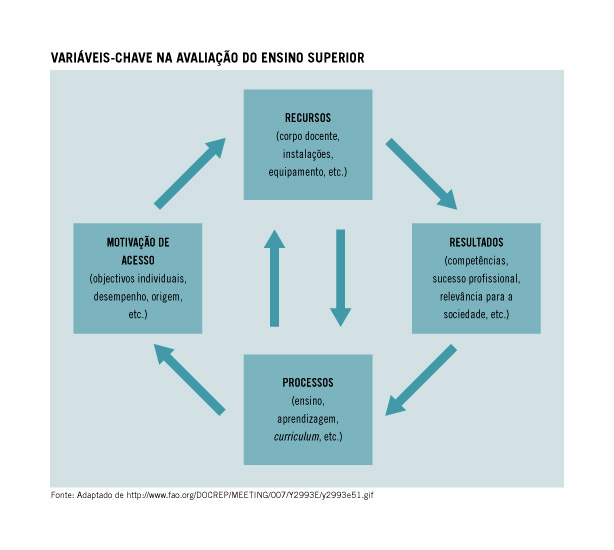 VARIÁVEIS-CHAVE NA AVALIAÇÃO DO ENSINO SUPERIOR
RECURSOS
(corpo docente,
instalações,
equipamento, etc.)
MOTIVAÇÃO DE
ACESSO
(objectivos individuais,
desempenho, origem,
etc.)
RESULTADOS
(competências,
sucesso profissional,
relevância para a
sociedade, etc.)
PROCESSOS
(ensino,
aprendizagem,
curriculum, etc.)
Fonte: Adaptado de http://www.fao.org/DOCREP/MEETING/007/Y2993E/y2993e51.gif